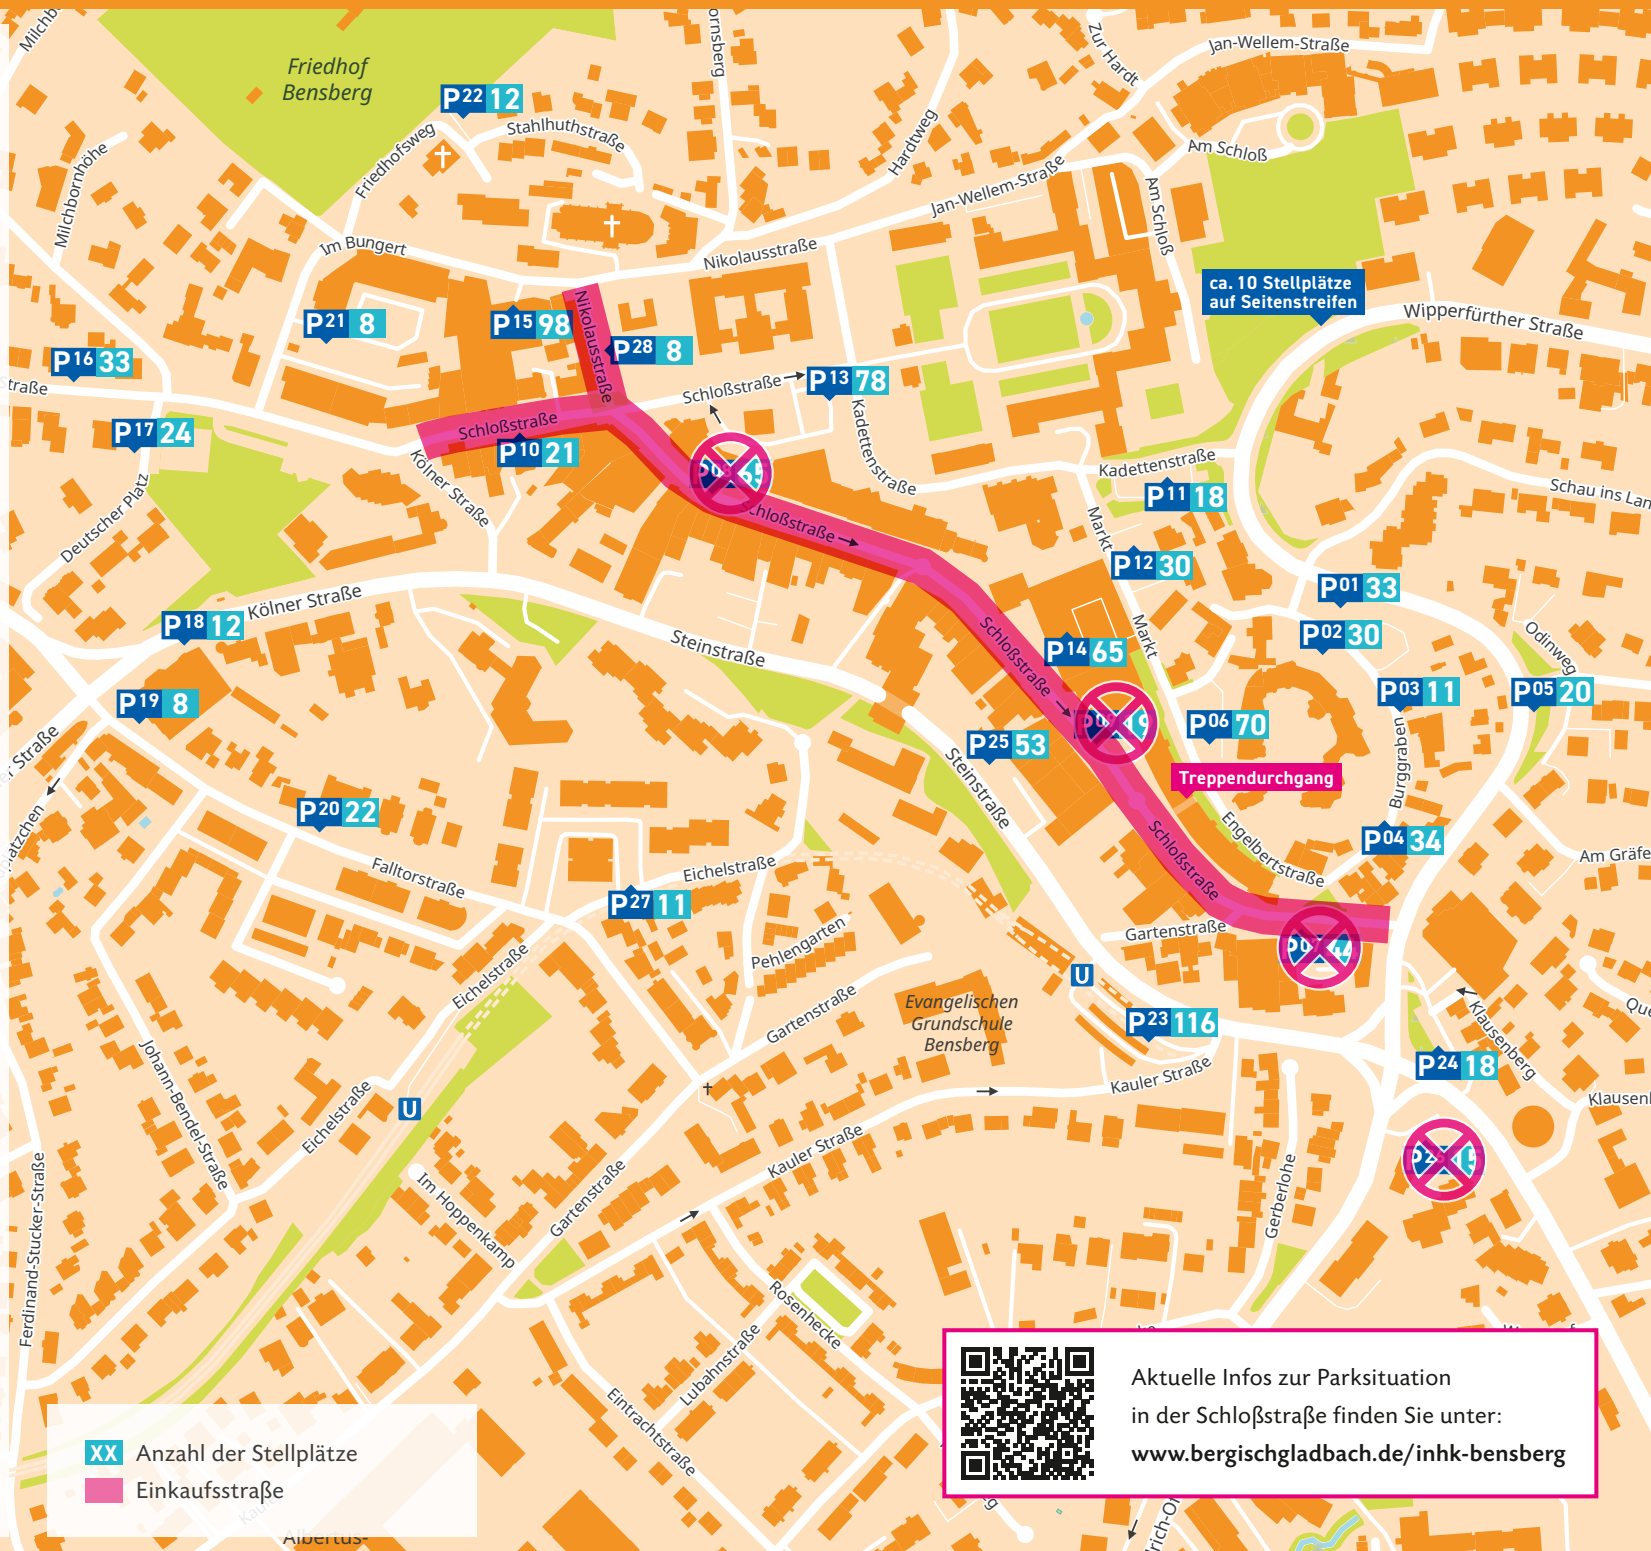 Friedhof
Bensberg
Milchbornhöhe
Friedhofsweg
Stahlhuthstraße
P22 12
Hardtweg
Zur Hardt
Jan-Wellem-Straße
Am Schloß
Jan-Wellem-Straße
Am Schloß
Im Bungert
Nikolausstraße
ca. 10 Stellplätze
auf Seitenstreifen
Wipperfürther Straße
P21 8
P15 98
Nikolausstraße
P28 8
P16 33
Schloßstraße
P13 78
P17 24
Schloßstraße
P10 21
Kadettenstraße
Kadettenstraße
P11 18
Kölner Straße
Deutscher Platz
Schloßstraße
Markt
P12 30
P01 33
P18 12
Kölner Straße
Steinstraße
P02 30
Odinweg
Schloßstraße
P14 65
Markt
P19 8
P03 11
P05 20
P06 70
P25 53
Steinstraße
Treppendurchgang
Burggraben
P20 22
Schloßstraße
Engelbertstraße
P04 34
Falltorstraße
Eichelstraße
P27 11
Pehlengarten
Gartenstraße
Eichelstraße
U
Gartenstraße
Evangelischen
Grundschule
Bensberg
P23 116
Klausenberg
P24 18
Johann-Bendel-Straße
Eichelstraße
U
Kauler Straße
Kauler Straße
Gerberlohe
Im Hoppenkamp
Gartenstraße
Ferdinand-Stucker-Straße
Rosenhecke
Lubahnstraße
Eintrachtstraße
XX Anzahl der Stellplätze
Einkaufsstraße
Albertus-
Aktuelle Infos zur Parksituation
in der Schloßstraße finden Sie unter:
www.bergischgladbach.de/inhk-bensberg